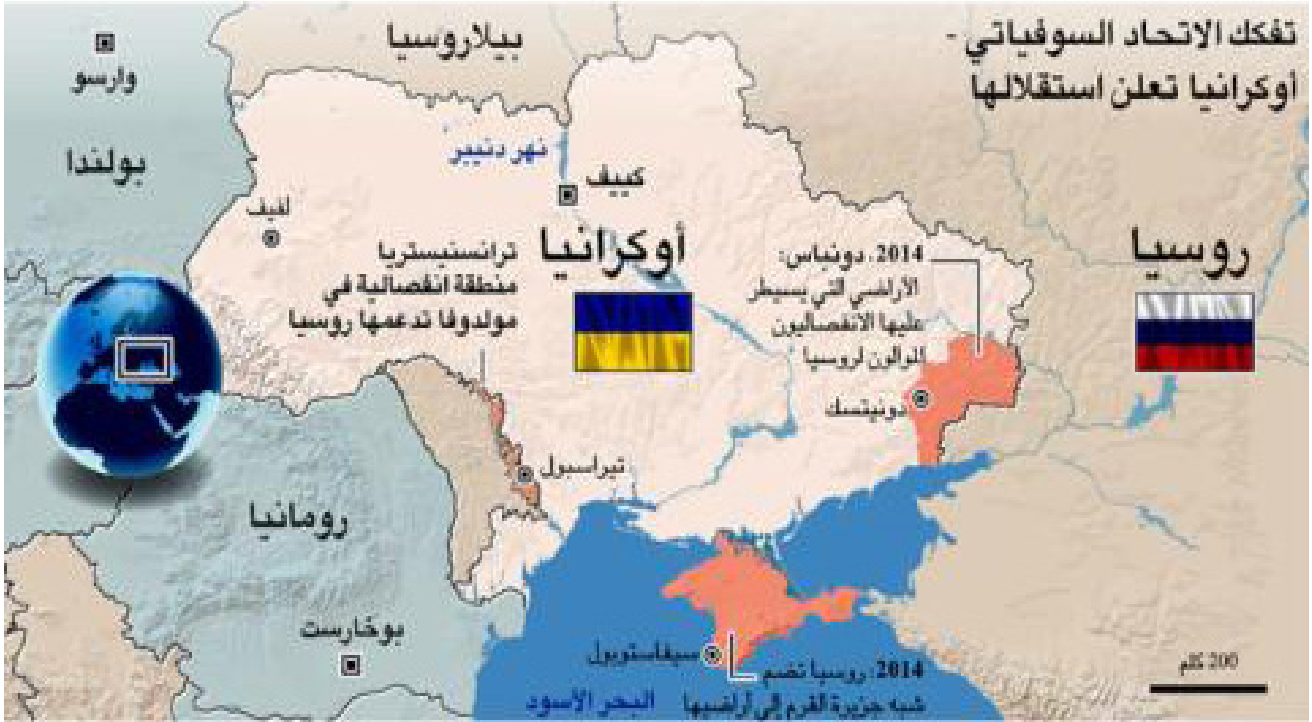 تفكك الاتحاد السوفياتي -
أوكرانيا تعلن استقلالها
بيلاروسيا
وارسو
بولندا
نهر دنيبر
كييف
لفيف
أوكرانيا
روسيا
ترانسنيستريا
منطقة انفصالية في
مولدوفا تدعمها روسيا
2014، دونباس:
الأراضي التي يسيطر
عليها الانفصاليون
الموالون لروسيا
دونيتسك
تيراسبول
رومانيا
بوخارست
سيفاستوبول
2014: روسيا تضم
شبه جزيرة القرم إلى أراضيها
البحر الأسود
200 كلم